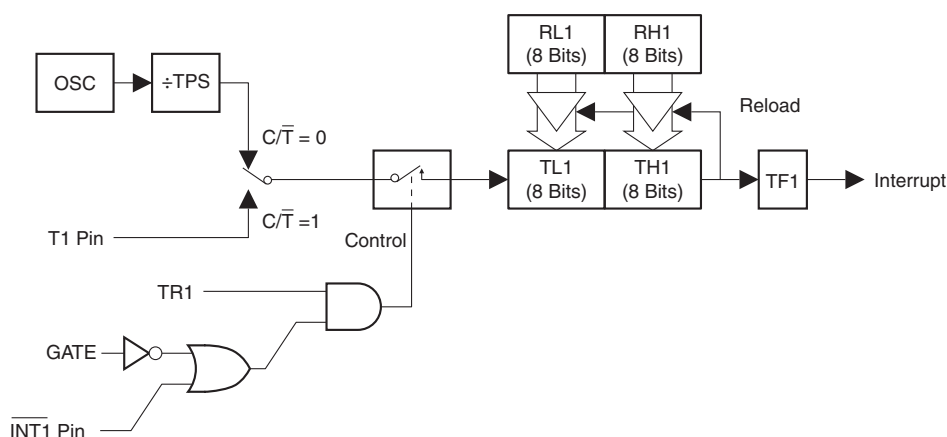 RL1
(8 Bits)
RH1
(8 Bits)
OSC
÷TPS
Reload
C/T̅ = 0
TL1
(8 Bits)
TH1
(8 Bits)
TF1
Interrupt
C/T̅ =1
T1 Pin
Control
TR1
GATE
I̅N̅T̅1̅ Pin